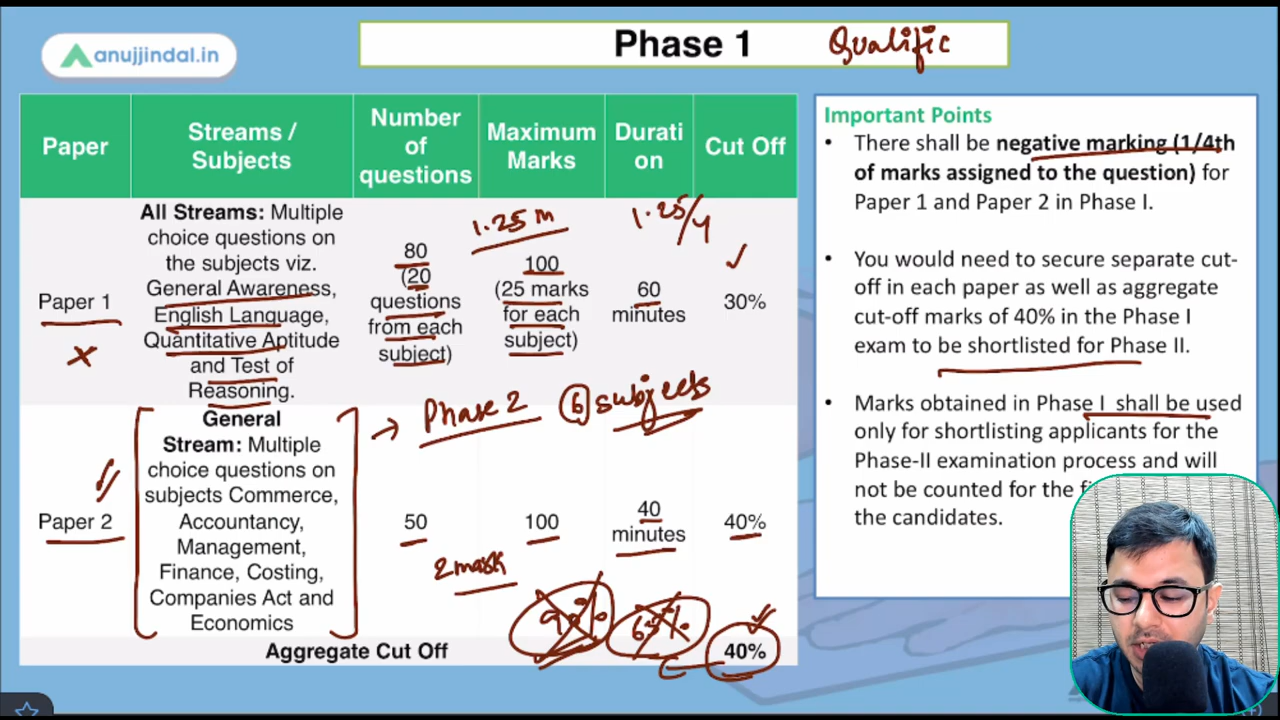 anujjindal.in
Phase 1
Qualific
Paper
Streams /
Subjects
Number
of
questions
Maximum
Marks
Durati
on
Cut Off
Paper 1
All Streams: Multiple
choice questions on
the subjects viz.
General Awareness,
English Language,
Quantitative Aptitude
and Test of
Reasoning.
80
(20
questions
from each
subject)
1.25 m
100
(25 marks
for each
subject)
1.25/4
60
minutes
30%
Paper 2
General
Stream: Multiple
choice questions on
subjects Commerce,
Accountancy,
Management,
Finance, Costing,
Companies Act and
Economics
Phase 2 6 subjects
50
100
40
minutes
40%
2 mark
Aggregate Cut Off
90%
65%
40%
Important Points
• There shall be negative marking (1/4th
of marks assigned to the question) for
Paper 1 and Paper 2 in Phase I.
• You would need to secure separate cut-
off in each paper as well as aggregate
cut-off marks of 40% in the Phase I
exam to be shortlisted for Phase II.
• Marks obtained in Phase I shall be used
only for shortlisting applicants for the
Phase-II examination process and will
not be counted for the
the candidates.